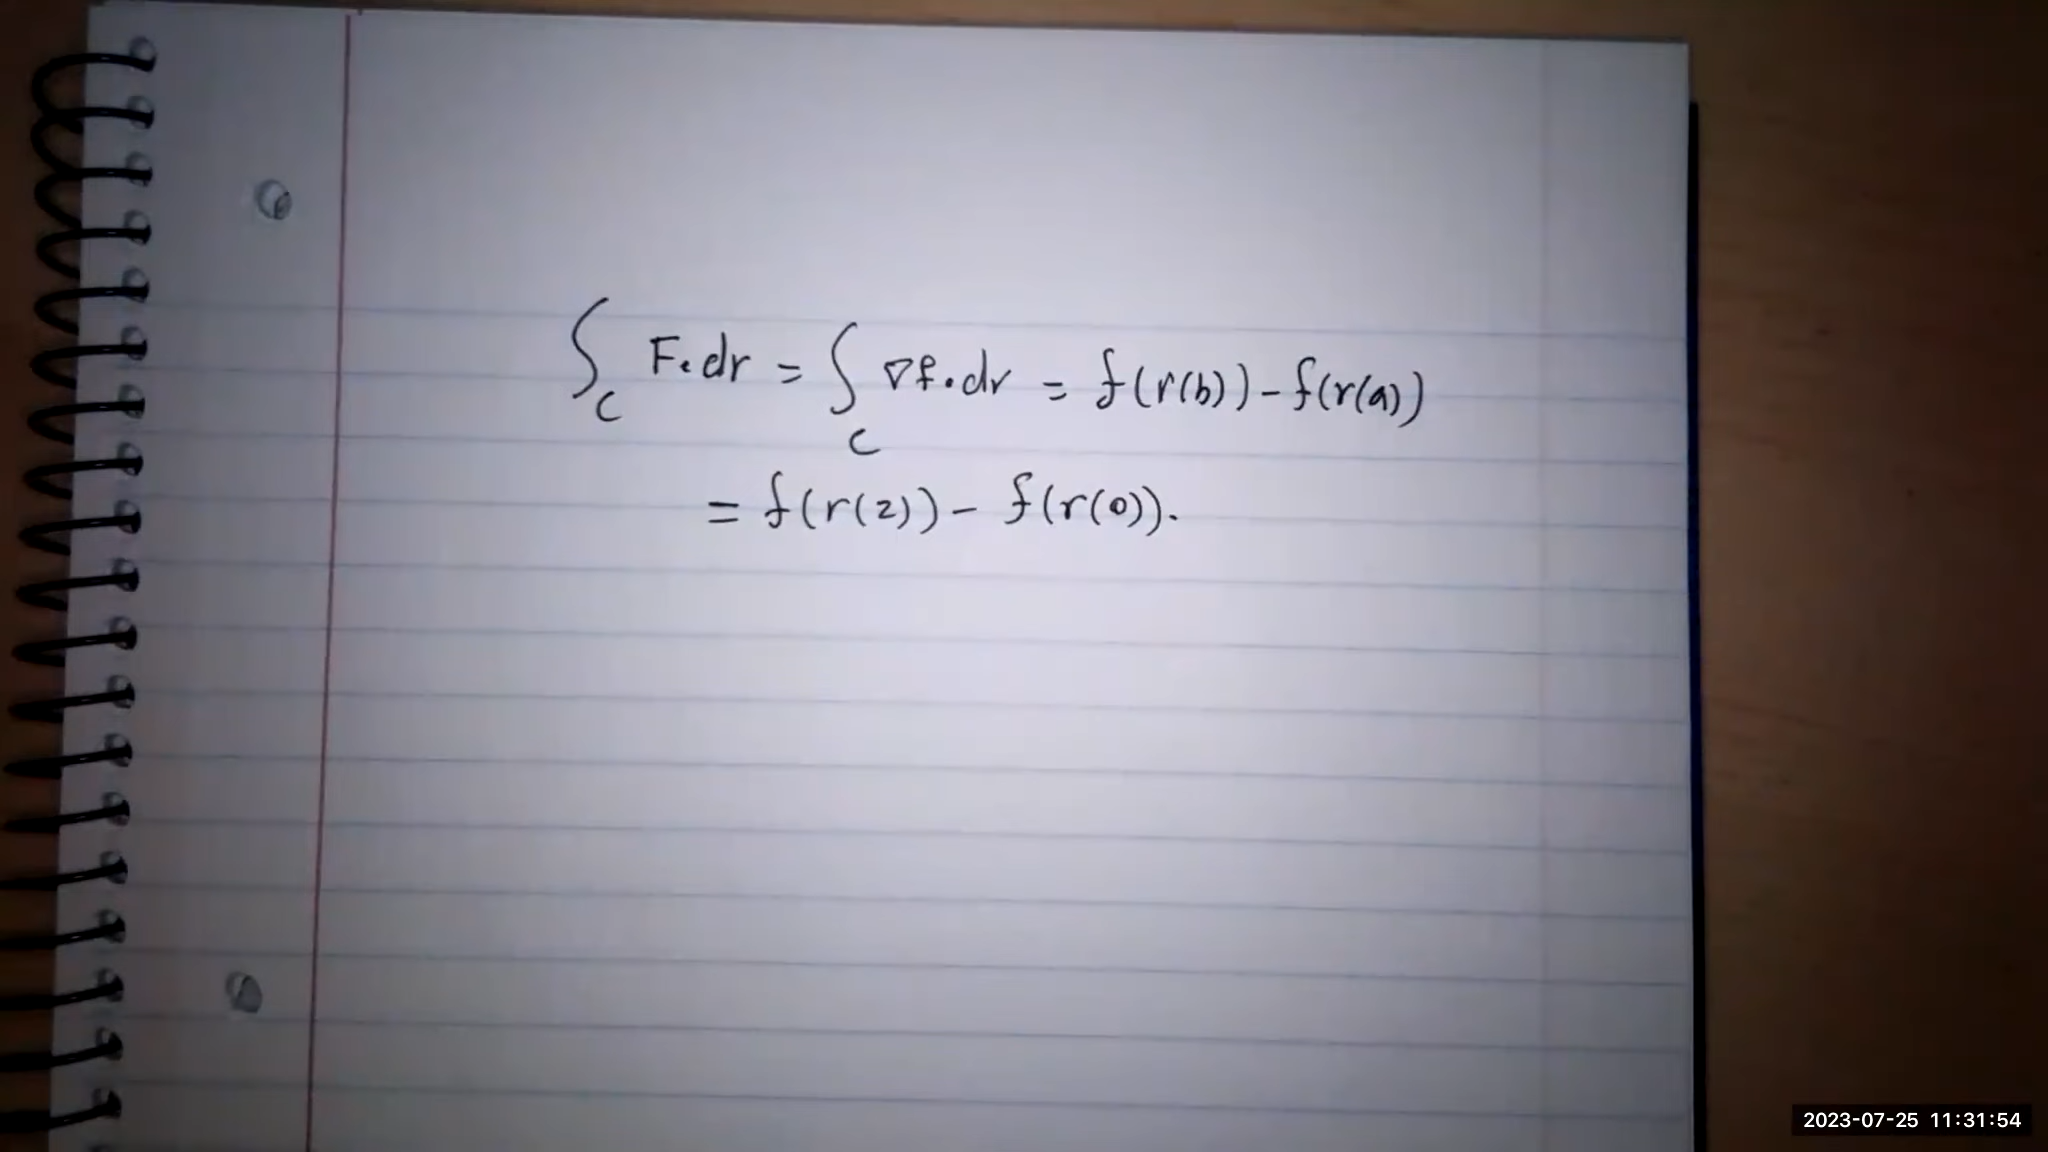 ∫_C F·dr = ∫_C ∇f·dr = f(r(b)) - f(r(a))
= f(r(2)) - f(r(0)).
2023-07-25 11:31:54